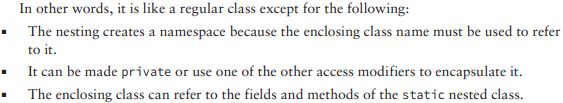 In other words, it is like a regular class except for the following:
▪ The nesting creates a namespace because the enclosing class name must be used to refer
to it.
▪ It can be made private or use one of the other access modifiers to encapsulate it.
▪ The enclosing class can refer to the fields and methods of the static nested class.